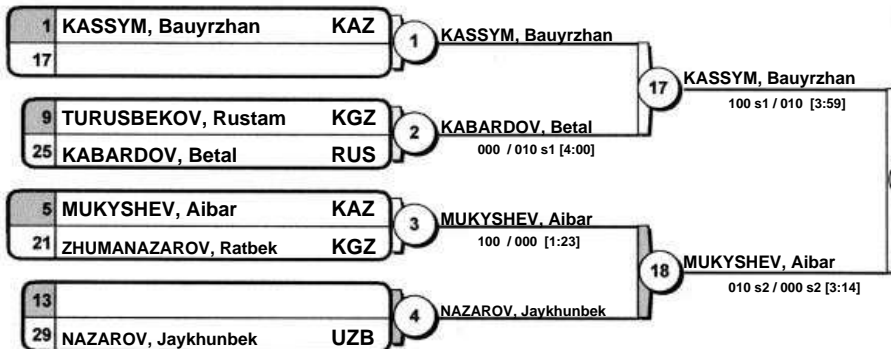 1 KASSYM, Bauyrzhan KAZ
17
1
KASSYM, Bauyrzhan
9 TURUSBEKOV, Rustam KGZ
25 KABARDOV, Betal RUS
2
KABARDOV, Betal
000 / 010 s1 [4:00]
17
KASSYM, Bauyrzhan
100 s1 / 010 [3:59]
5 MUKYSHEV, Aibar KAZ
21 ZHUMANAZAROV, Ratbek KGZ
3
MUKYSHEV, Aibar
100 / 000 [1:23]
13
29 NAZAROV, Jaykhunbek UZB
4
NAZAROV, Jaykhunbek
18
MUKYSHEV, Aibar
010 s2 / 000 s2 [3:14]